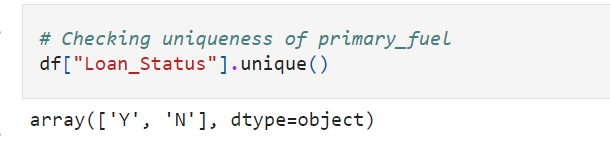 # Checking uniqueness of primary_fuel
df["Loan_Status"].unique()
array(['Y', 'N'], dtype=object)